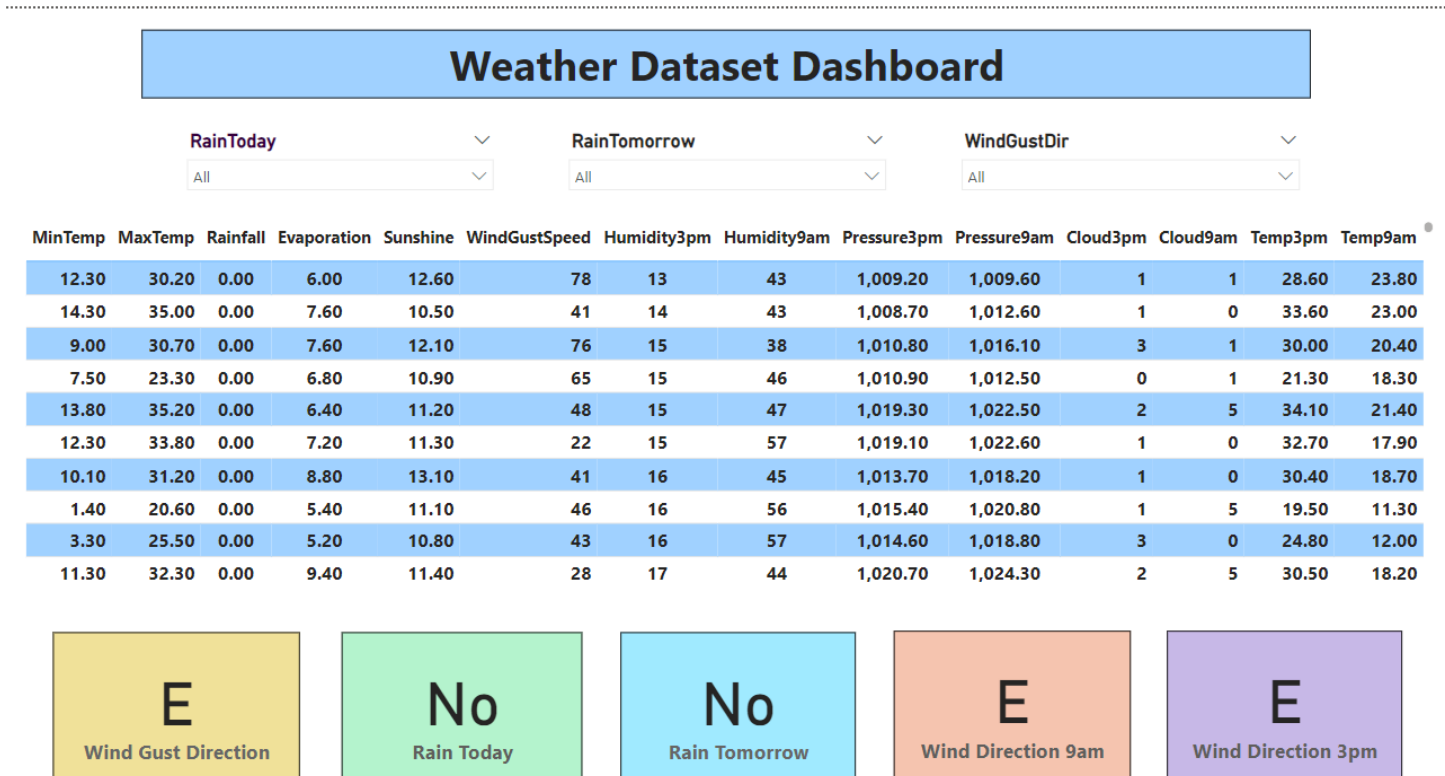 Weather Dataset Dashboard
RainToday RainTomorrow WindGustDir
All All All
MinTemp MaxTemp Rainfall Evaporation Sunshine WindGustSpeed Humidity3pm Humidity9am Pressure3pm Pressure9am Cloud3pm Cloud9am Temp3pm Temp9am
12.30 30.20 0.00 6.00 12.60 78 13 43 1,009.20 1,009.60 1 1 28.60 23.80
14.30 35.00 0.00 7.60 10.50 41 14 43 1,008.70 1,012.60 1 0 33.60 23.00
9.00 30.70 0.00 7.60 12.10 76 15 38 1,010.80 1,016.10 3 1 30.00 20.40
7.50 23.30 0.00 6.80 10.90 65 15 46 1,010.90 1,012.50 0 1 21.30 18.30
13.80 35.20 0.00 6.40 11.20 48 15 47 1,019.30 1,022.50 2 5 34.10 21.40
12.30 33.80 0.00 7.20 11.30 22 15 57 1,019.10 1,022.60 1 0 32.70 17.90
10.10 31.20 0.00 8.80 13.10 41 16 45 1,013.70 1,018.20 1 0 30.40 18.70
1.40 20.60 0.00 5.40 11.10 46 16 56 1,015.40 1,020.80 1 5 19.50 11.30
3.30 25.50 0.00 5.20 10.80 43 16 57 1,014.60 1,018.80 3 0 24.80 12.00
11.30 32.30 0.00 9.40 11.40 28 17 44 1,020.70 1,024.30 2 5 30.50 18.20
E No No E E
Wind Gust Direction Rain Today Rain Tomorrow Wind Direction 9am Wind Direction 3pm